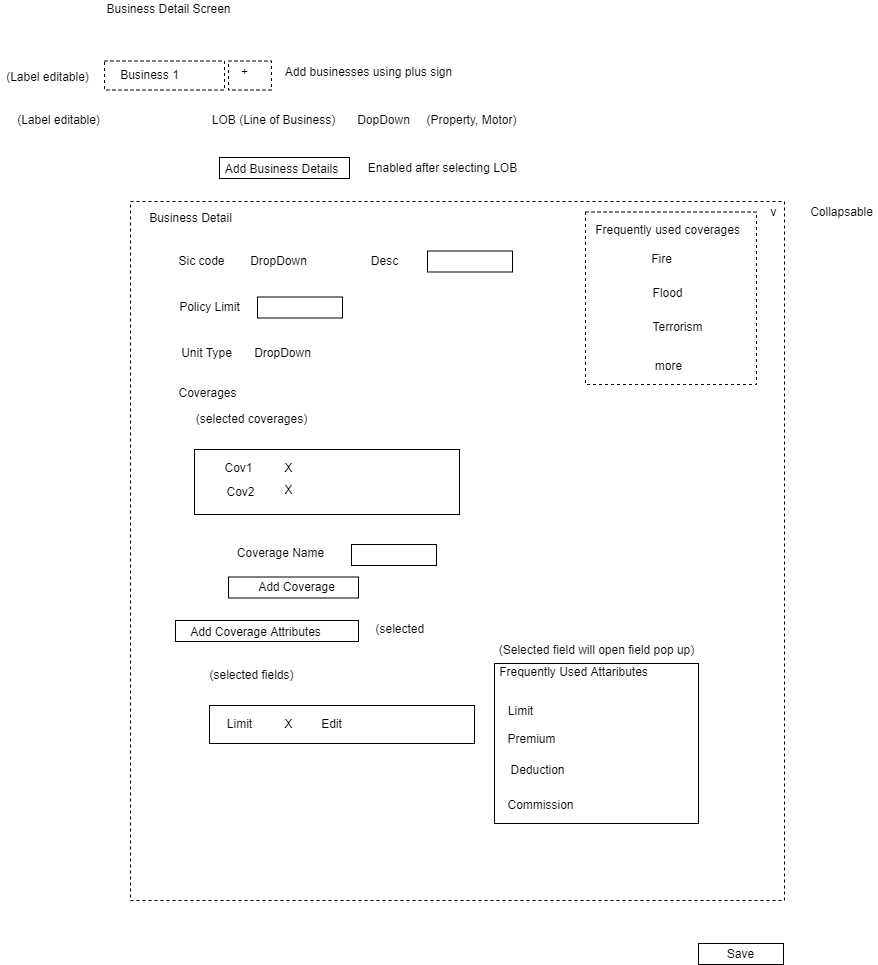 Business Detail Screen
(Label editable) Business 1 + Add businesses using plus sign
(Label editable) LOB (Line of Business) DopDown (Property, Motor)
Add Business Details Enabled after selecting LOB
Business Detail v Collapsable
Frequently used coverages
Fire
Flood
Terrorism
more
Sic code DropDown Desc
Policy Limit
Unit Type DropDown
Coverages
(selected coverages)
Cov1 X
Cov2 X
Coverage Name
Add Coverage
Add Coverage Attributes (selected
(selected fields)
Limit X Edit
(Selected field will open field pop up)
Frequently Used Attaributes
Limit
Premium
Deduction
Commission
Save